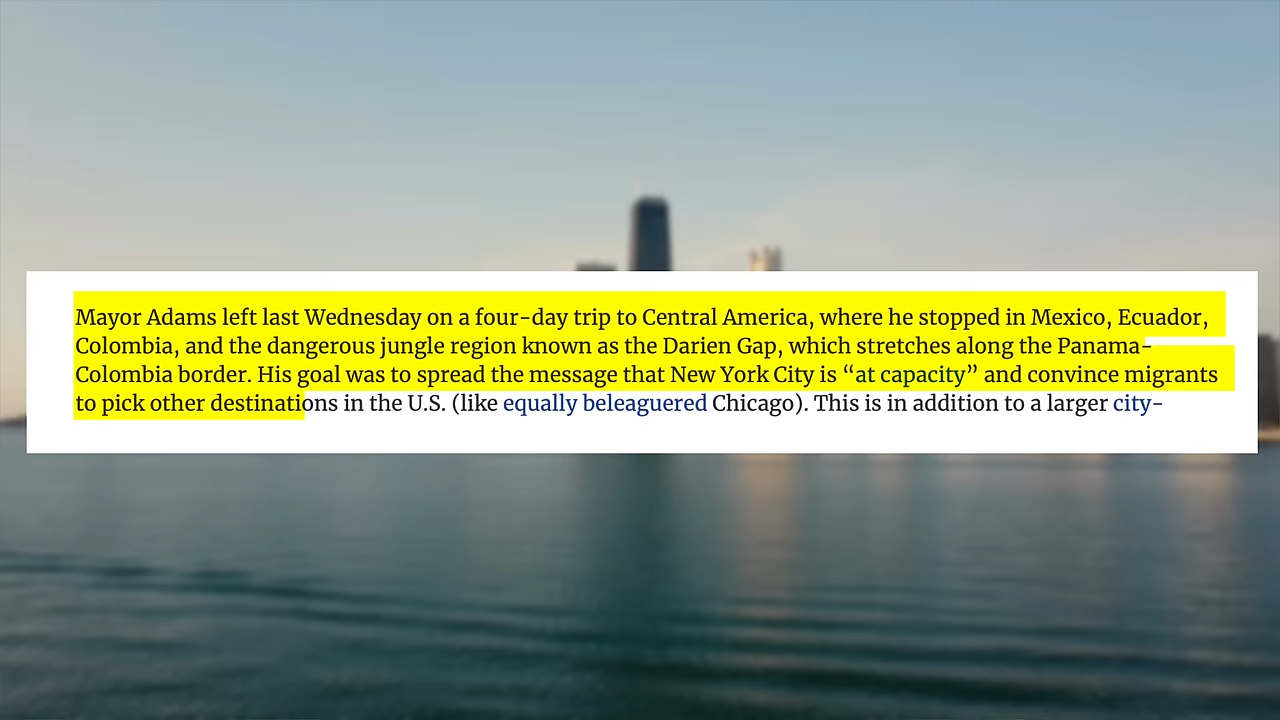 Mayor Adams left last Wednesday on a four-day trip to Central America, where he stopped in Mexico, Ecuador,
Colombia, and the dangerous jungle region known as the Darien Gap, which stretches along the Panama-
Colombia border. His goal was to spread the message that New York City is “at capacity” and convince migrants
to pick other destinations in the U.S. (like equally beleaguered Chicago). This is in addition to a larger city-